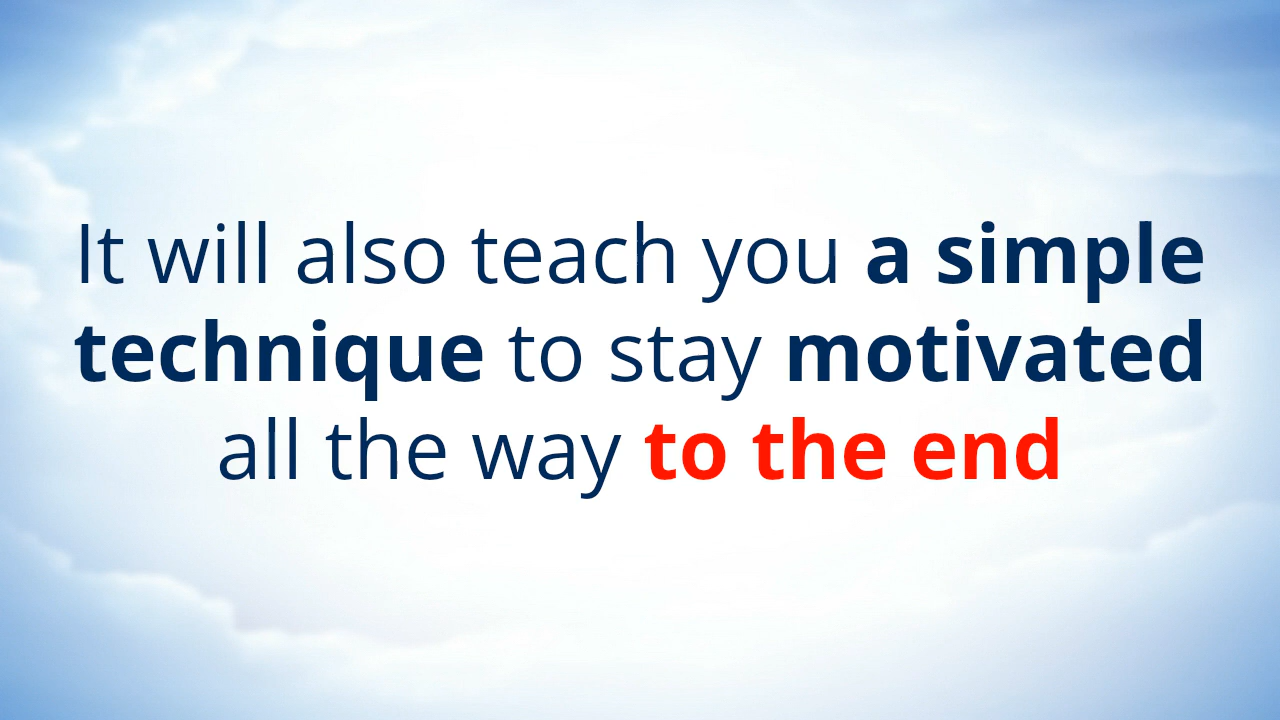 It will also teach you a simple
technique to stay motivated
all the way to the end